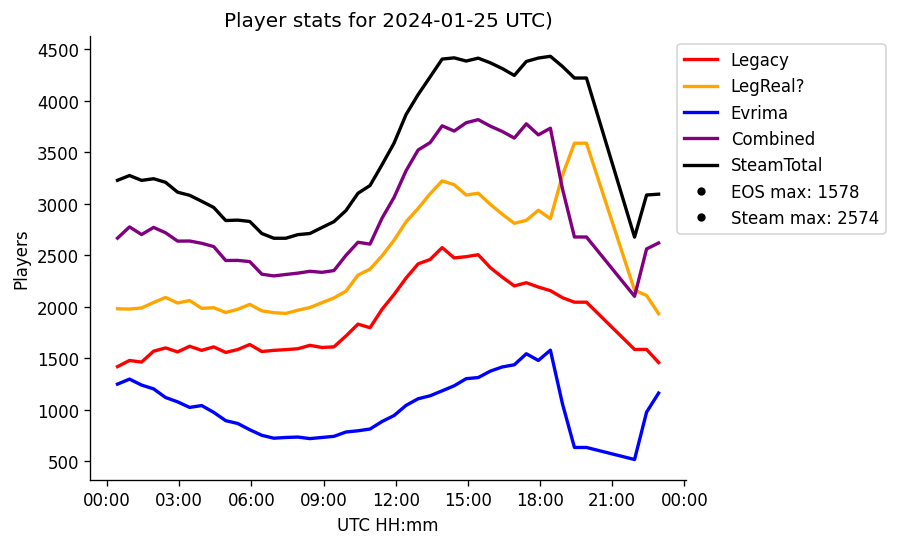 Player stats for 2024-01-25 UTC)
Players
4500
4000
3500
3000
2500
2000
1500
1000
500
00:00 03:00 06:00 09:00 12:00 15:00 18:00 21:00 00:00
UTC HH:mm
Legacy
LegReal?
Evrima
Combined
SteamTotal
EOS max: 1578
Steam max: 2574